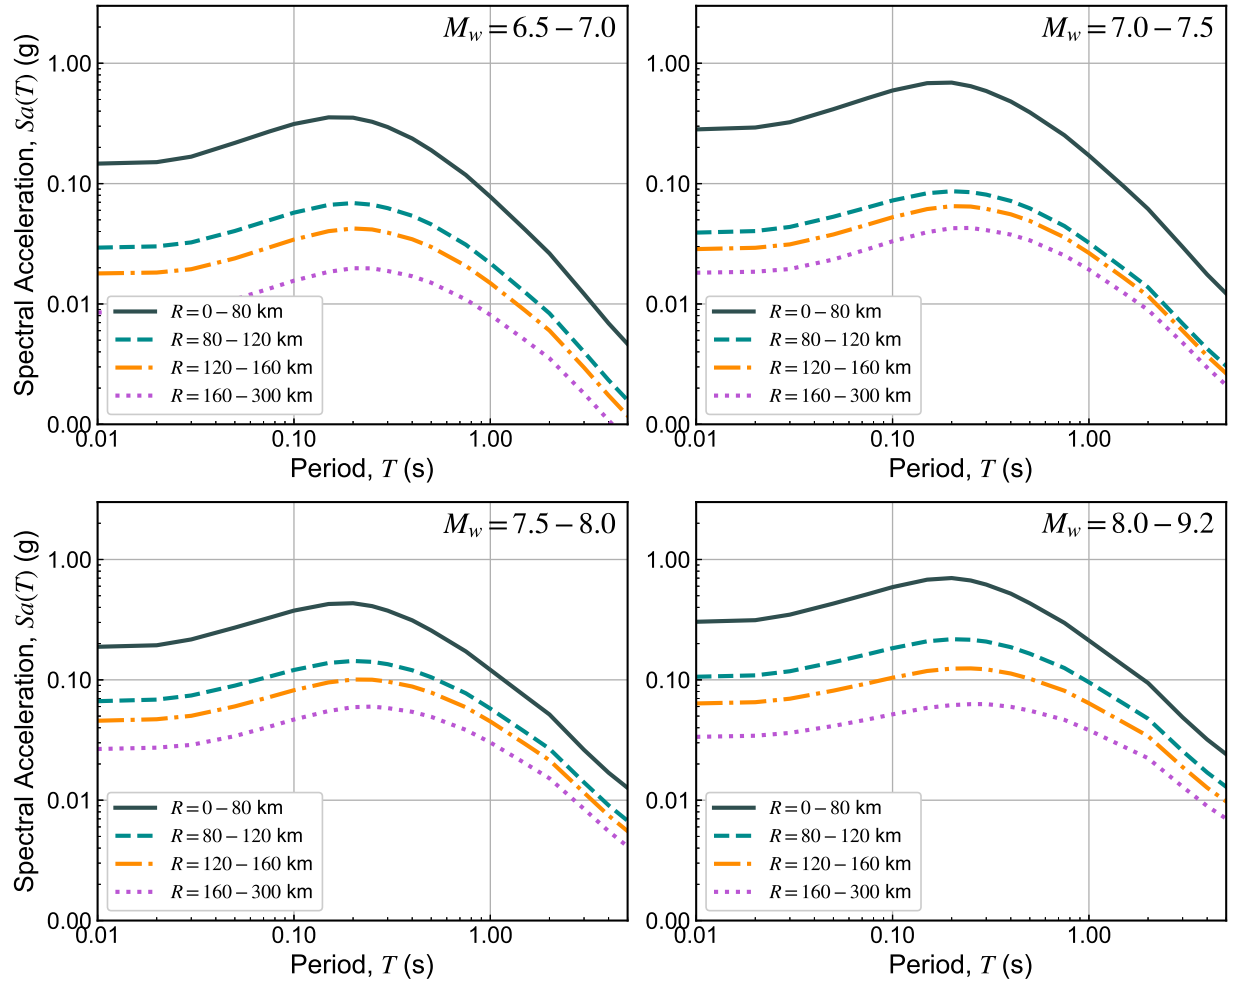 M_w = 6.5 – 7.0
Spectral Acceleration, Sa(T) (g)
1.00
0.10
0.01
0.00
R = 0 – 80 km
R = 80 – 120 km
R = 120 – 160 km
R = 160 – 300 km
0.01 0.10 1.00
Period, T (s)
M_w = 7.0 – 7.5
1.00
0.10
0.01
0.00
R = 0 – 80 km
R = 80 – 120 km
R = 120 – 160 km
R = 160 – 300 km
0.01 0.10 1.00
Period, T (s)
M_w = 7.5 – 8.0
Spectral Acceleration, Sa(T) (g)
1.00
0.10
0.01
0.00
R = 0 – 80 km
R = 80 – 120 km
R = 120 – 160 km
R = 160 – 300 km
0.01 0.10 1.00
Period, T (s)
M_w = 8.0 – 9.2
1.00
0.10
0.01
0.00
R = 0 – 80 km
R = 80 – 120 km
R = 120 – 160 km
R = 160 – 300 km
0.01 0.10 1.00
Period, T (s)